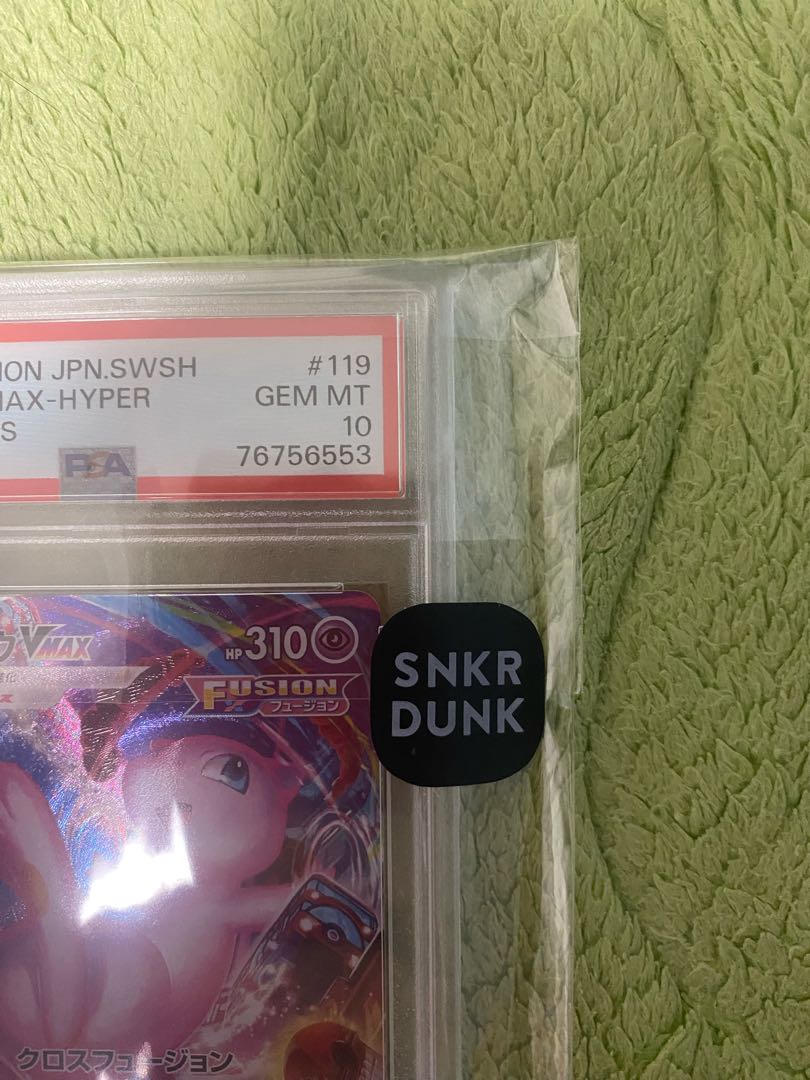 ION JPN.SWSH #119
MAX-HYPER GEM MT
S 10
PSA 76756553
VMAX HP 310
FUSION
フュージョン
SNKR
DUNK
クロスフュージョン